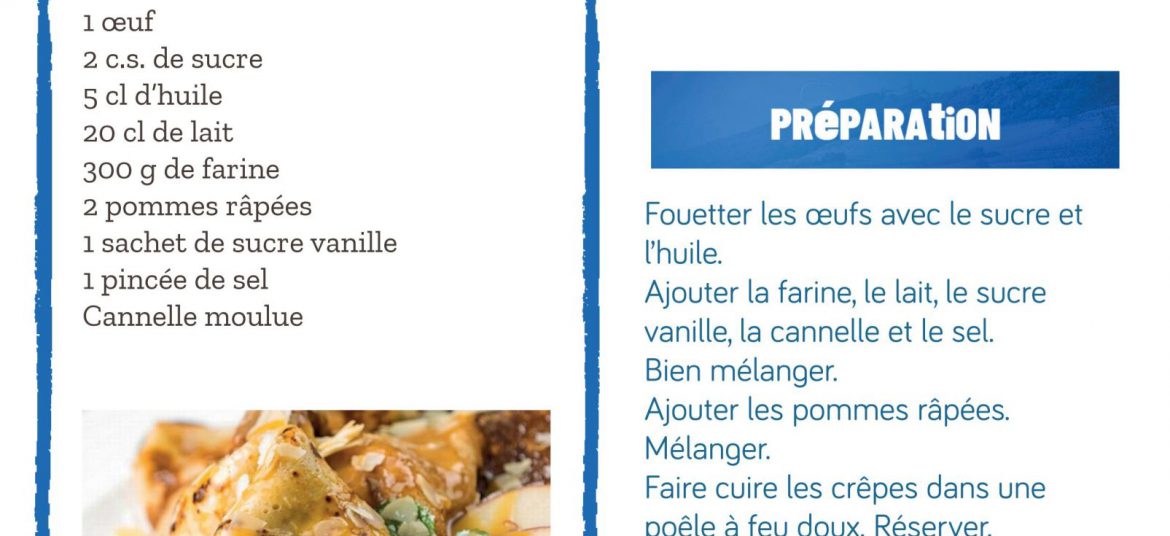 1 œuf
2 c.s. de sucre
5 cl d’huile
20 cl de lait
300 g de farine
2 pommes râpées
1 sachet de sucre vanille
1 pincée de sel
Cannelle moulue
PRéPARAtiON
Fouetter les œufs avec le sucre et
l’huile.
Ajouter la farine, le lait, le sucre
vanille, la cannelle et le sel.
Bien mélanger.
Ajouter les pommes râpées.
Mélanger.
Faire cuire les crêpes dans une
poêle à feu doux. Réserver.